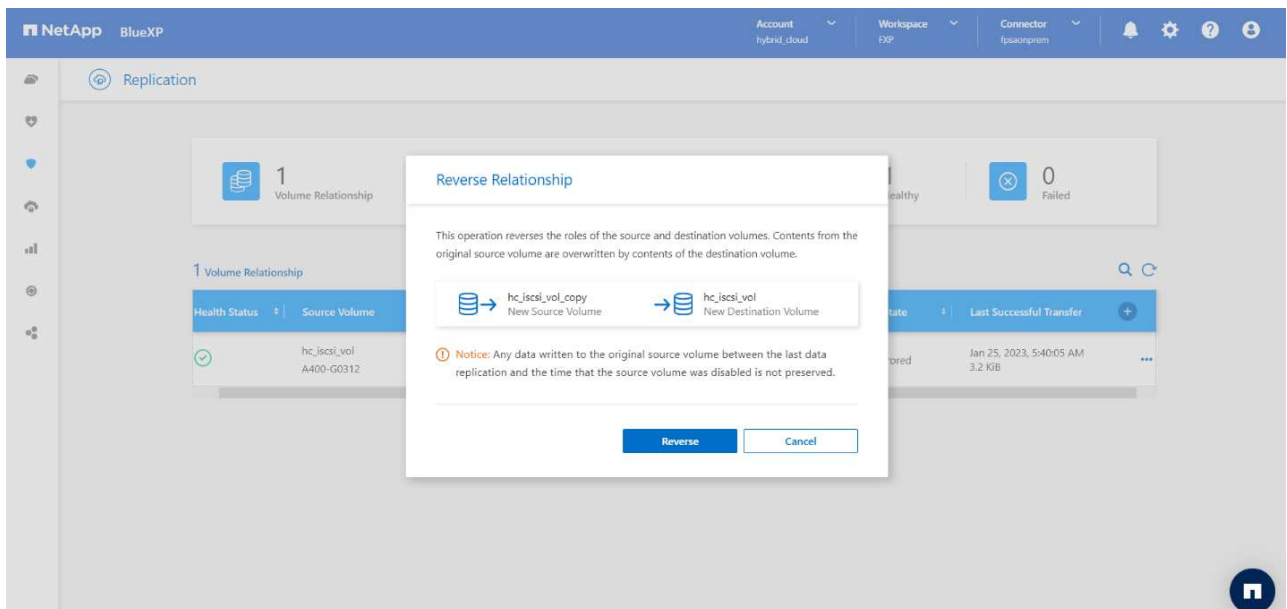 NetApp BlueXP
Account
hybrid_cloud
Workspace
FXP
Connector
fpsaonprem
Replication
1
Volume Relationship
ealthy
0
Failed
1 Volume Relationship
Health Status
Source Volume
tate
Last Successful Transfer
hc_iscsi_vol
A400-G0312
rored
Jan 25, 2023, 5:40:05 AM
3.2 KiB
Reverse Relationship
This operation reverses the roles of the source and destination volumes. Contents from the
original source volume are overwritten by contents of the destination volume.
hc_iscsi_vol_copy
New Source Volume
hc_iscsi_vol
New Destination Volume
Notice: Any data written to the original source volume between the last data
replication and the time that the source volume was disabled is not preserved.
Reverse
Cancel